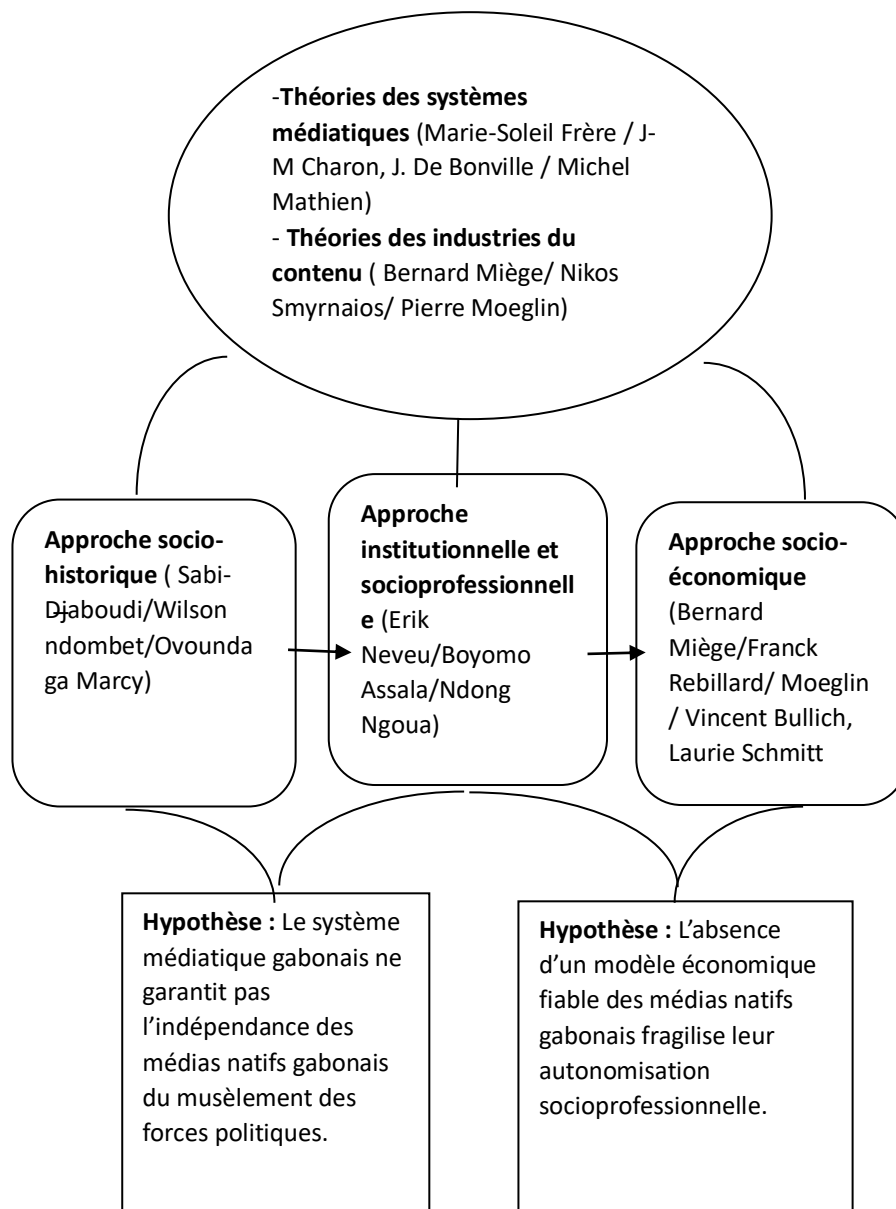 -Théories des systèmes
médiatiques (Marie-Soleil Frère / J-
M Charon, J. De Bonville / Michel
Mathien)
- Théories des industries du
contenu ( Bernard Miège/ Nikos
Smyrnaios/ Pierre Moeglin)
Approche socio-
historique ( Sabi-
Djaboudi/Wilson
ndombet/Ovounda
ga Marcy)
Approche
institutionnelle et
socioprofessionnell
e (Erik
Neveu/Boyomo
Assala/Ndong
Ngoua)
Approche socio-
économique
(Bernard
Miège/Franck
Rebillard/ Moeglin
/ Vincent Bullich,
Laurie Schmitt
Hypothèse : Le système
médiatique gabonais ne
garantit pas
l’indépendance des
médias natifs gabonais
du musèlement des
forces politiques.
Hypothèse : L’absence
d’un modèle économique
fiable des médias natifs
gabonais fragilise leur
autonomisation
socioprofessionnelle.